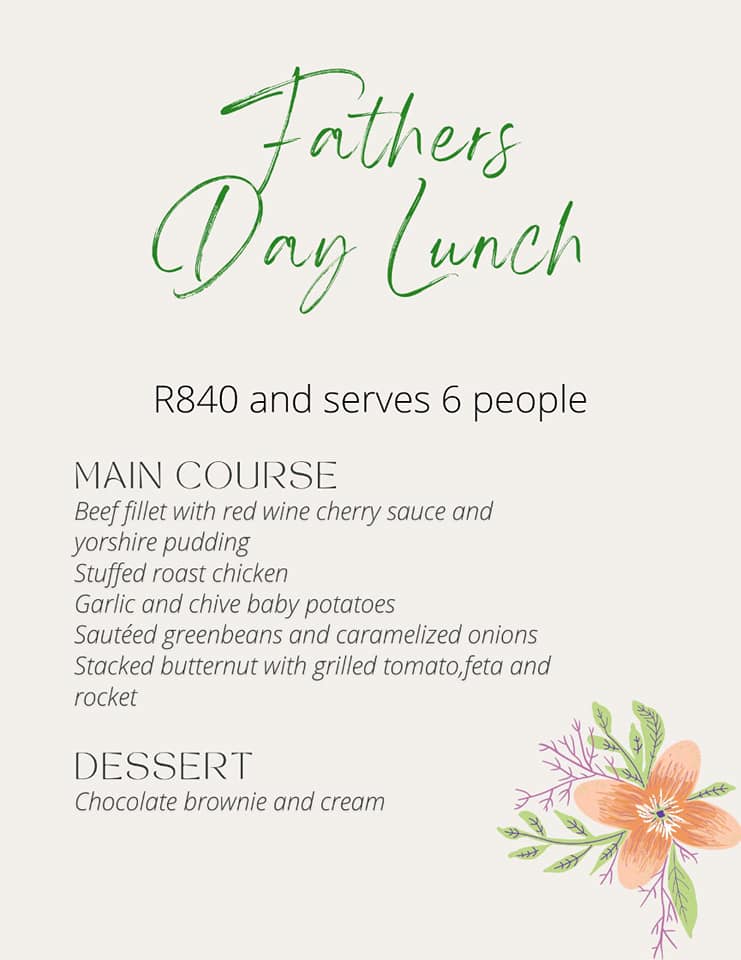 Fathers
Day Lunch
R840 and serves 6 people
MAIN COURSE
Beef fillet with red wine cherry sauce and
yorshire pudding
Stuffed roast chicken
Garlic and chive baby potatoes
Sautéed greenbeans and caramelized onions
Stacked butternut with grilled tomato,feta and
rocket
DESSERT
Chocolate brownie and cream